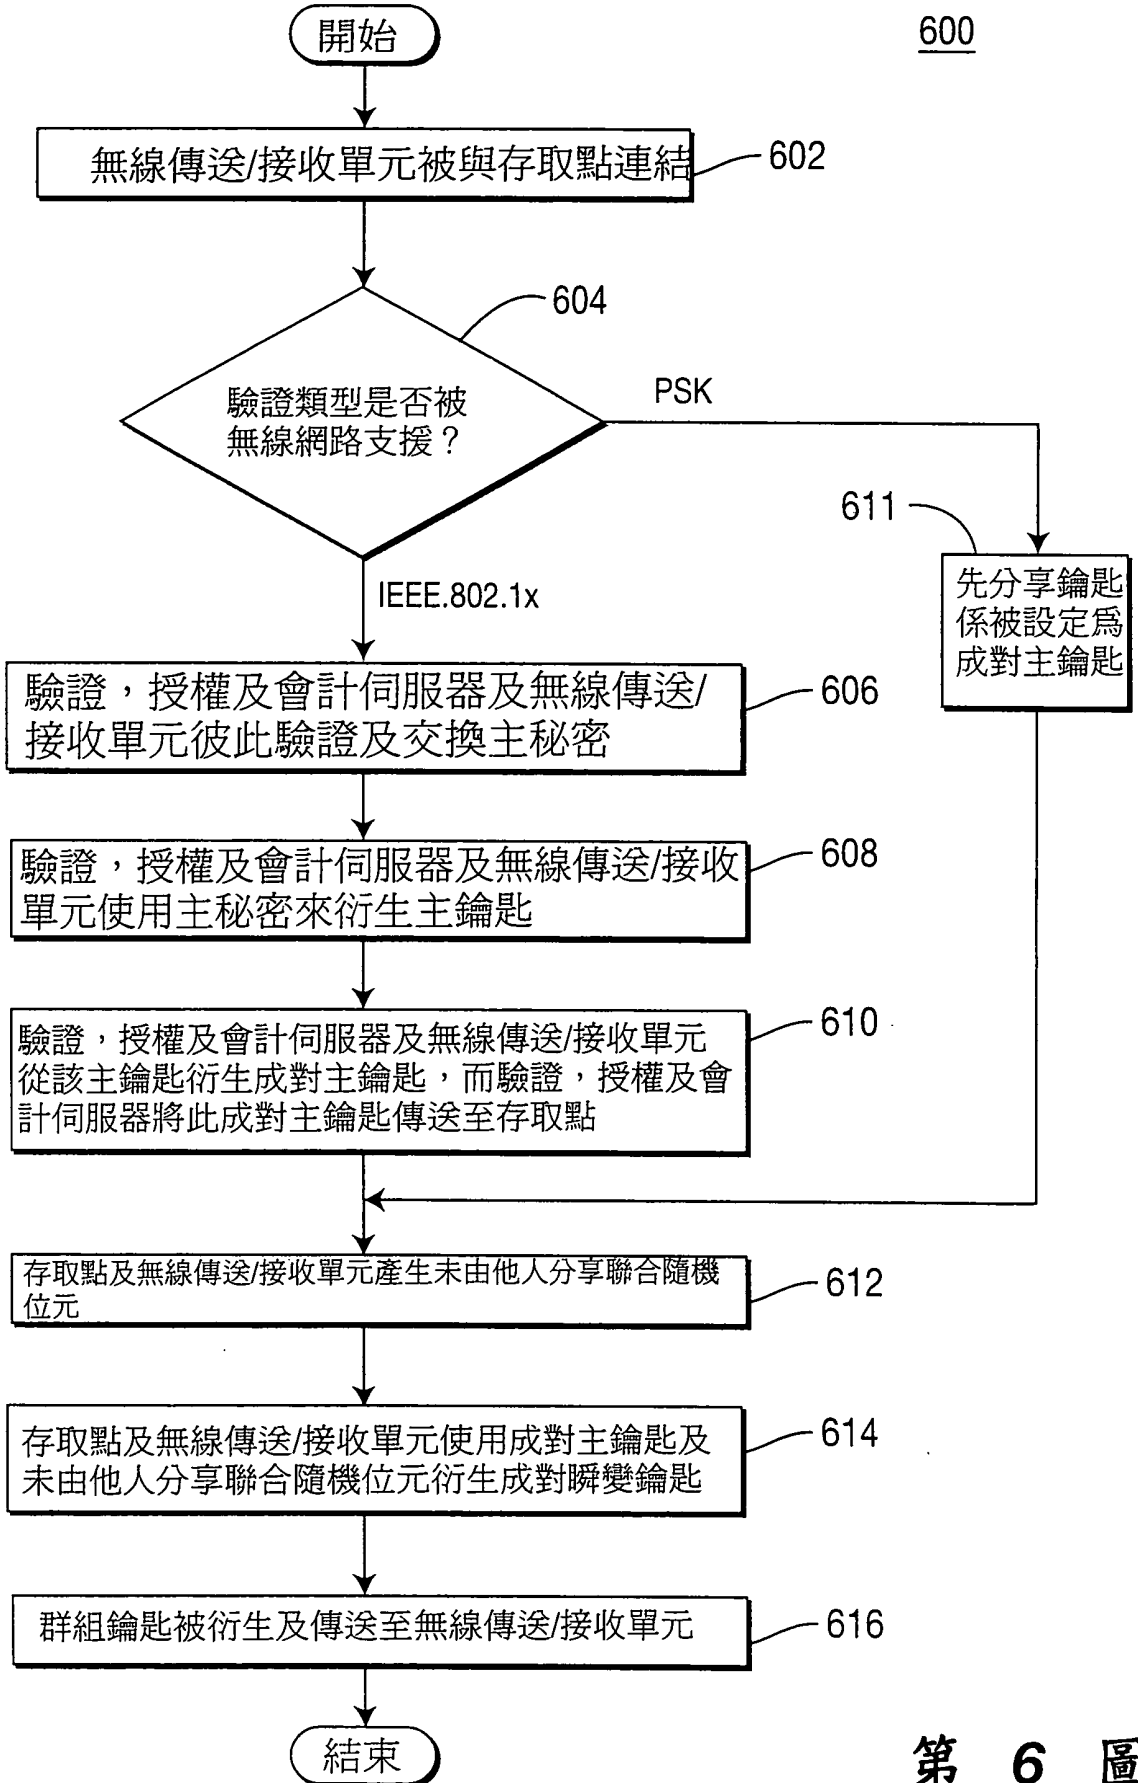 開始
600
無線傳送/接收單元被與存取點連結
602
604
驗證類型是否被
無線網路支援？
PSK
611
先分享鑰匙
係被設定爲
成對主鑰匙
IEEE.802.1x
驗證，授權及會計伺服器及無線傳送/
接收單元彼此驗證及交換主秘密
606
驗證，授權及會計伺服器及無線傳送/接收
單元使用主秘密來衍生主鑰匙
608
驗證，授權及會計伺服器及無線傳送/接收單元
從該主鑰匙衍生成對主鑰匙，而驗證，授權及會
計伺服器將此成對主鑰匙傳送至存取點
610
存取點及無線傳送/接收單元產生未由他人分享聯合隨機
位元
612
存取點及無線傳送/接收單元使用成對主鑰匙及
未由他人分享聯合隨機位元衍生成對瞬變鑰匙
614
群組鑰匙被衍生及傳送至無線傳送/接收單元
616
結束
第 6 圖